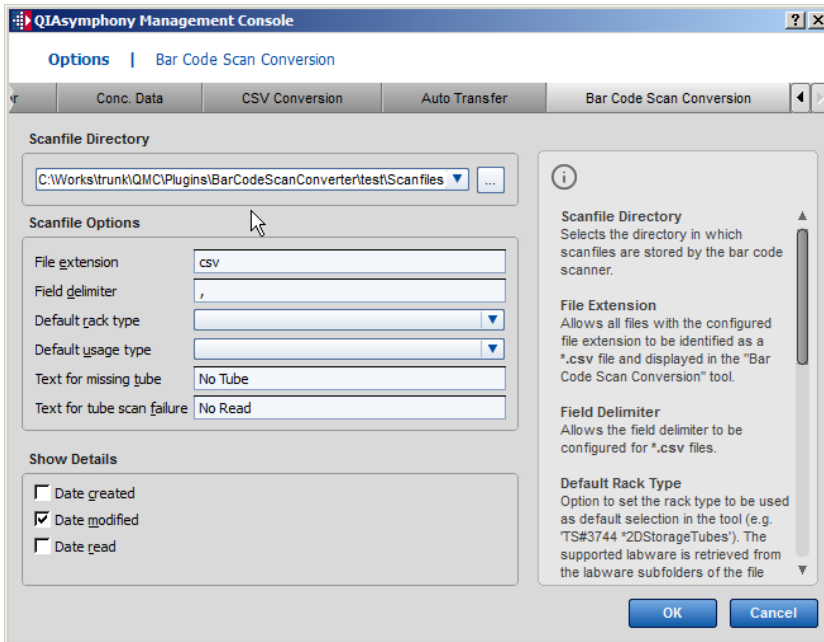 QIAsymphony Management Console
Options | Bar Code Scan Conversion
Conc. Data
CSV Conversion
Auto Transfer
Bar Code Scan Conversion
Scanfile Directory
C:\Works\trunk\QMC\Plugins\BarCodeScanConverter\test\Scanfiles
...
Scanfile Options
File extension
csv
Field delimiter
,
Default rack type
Default usage type
Text for missing tube
No Tube
Text for tube scan failure
No Read
Show Details
Date created
Date modified
Date read
Scanfile Directory
Selects the directory in which
scanfiles are stored by the bar code
scanner.
File Extension
Allows all files with the configured
file extension to be identified as a
*.csv file and displayed in the "Bar
Code Scan Conversion" tool.
Field Delimiter
Allows the field delimiter to be
configured for *.csv files.
Default Rack Type
Option to set the rack type to be used
as default selection in the tool (e.g.
'TS#3744 *2DStorageTubes'). The
supported labware is retrieved from
the labware subfolders of the file
OK
Cancel